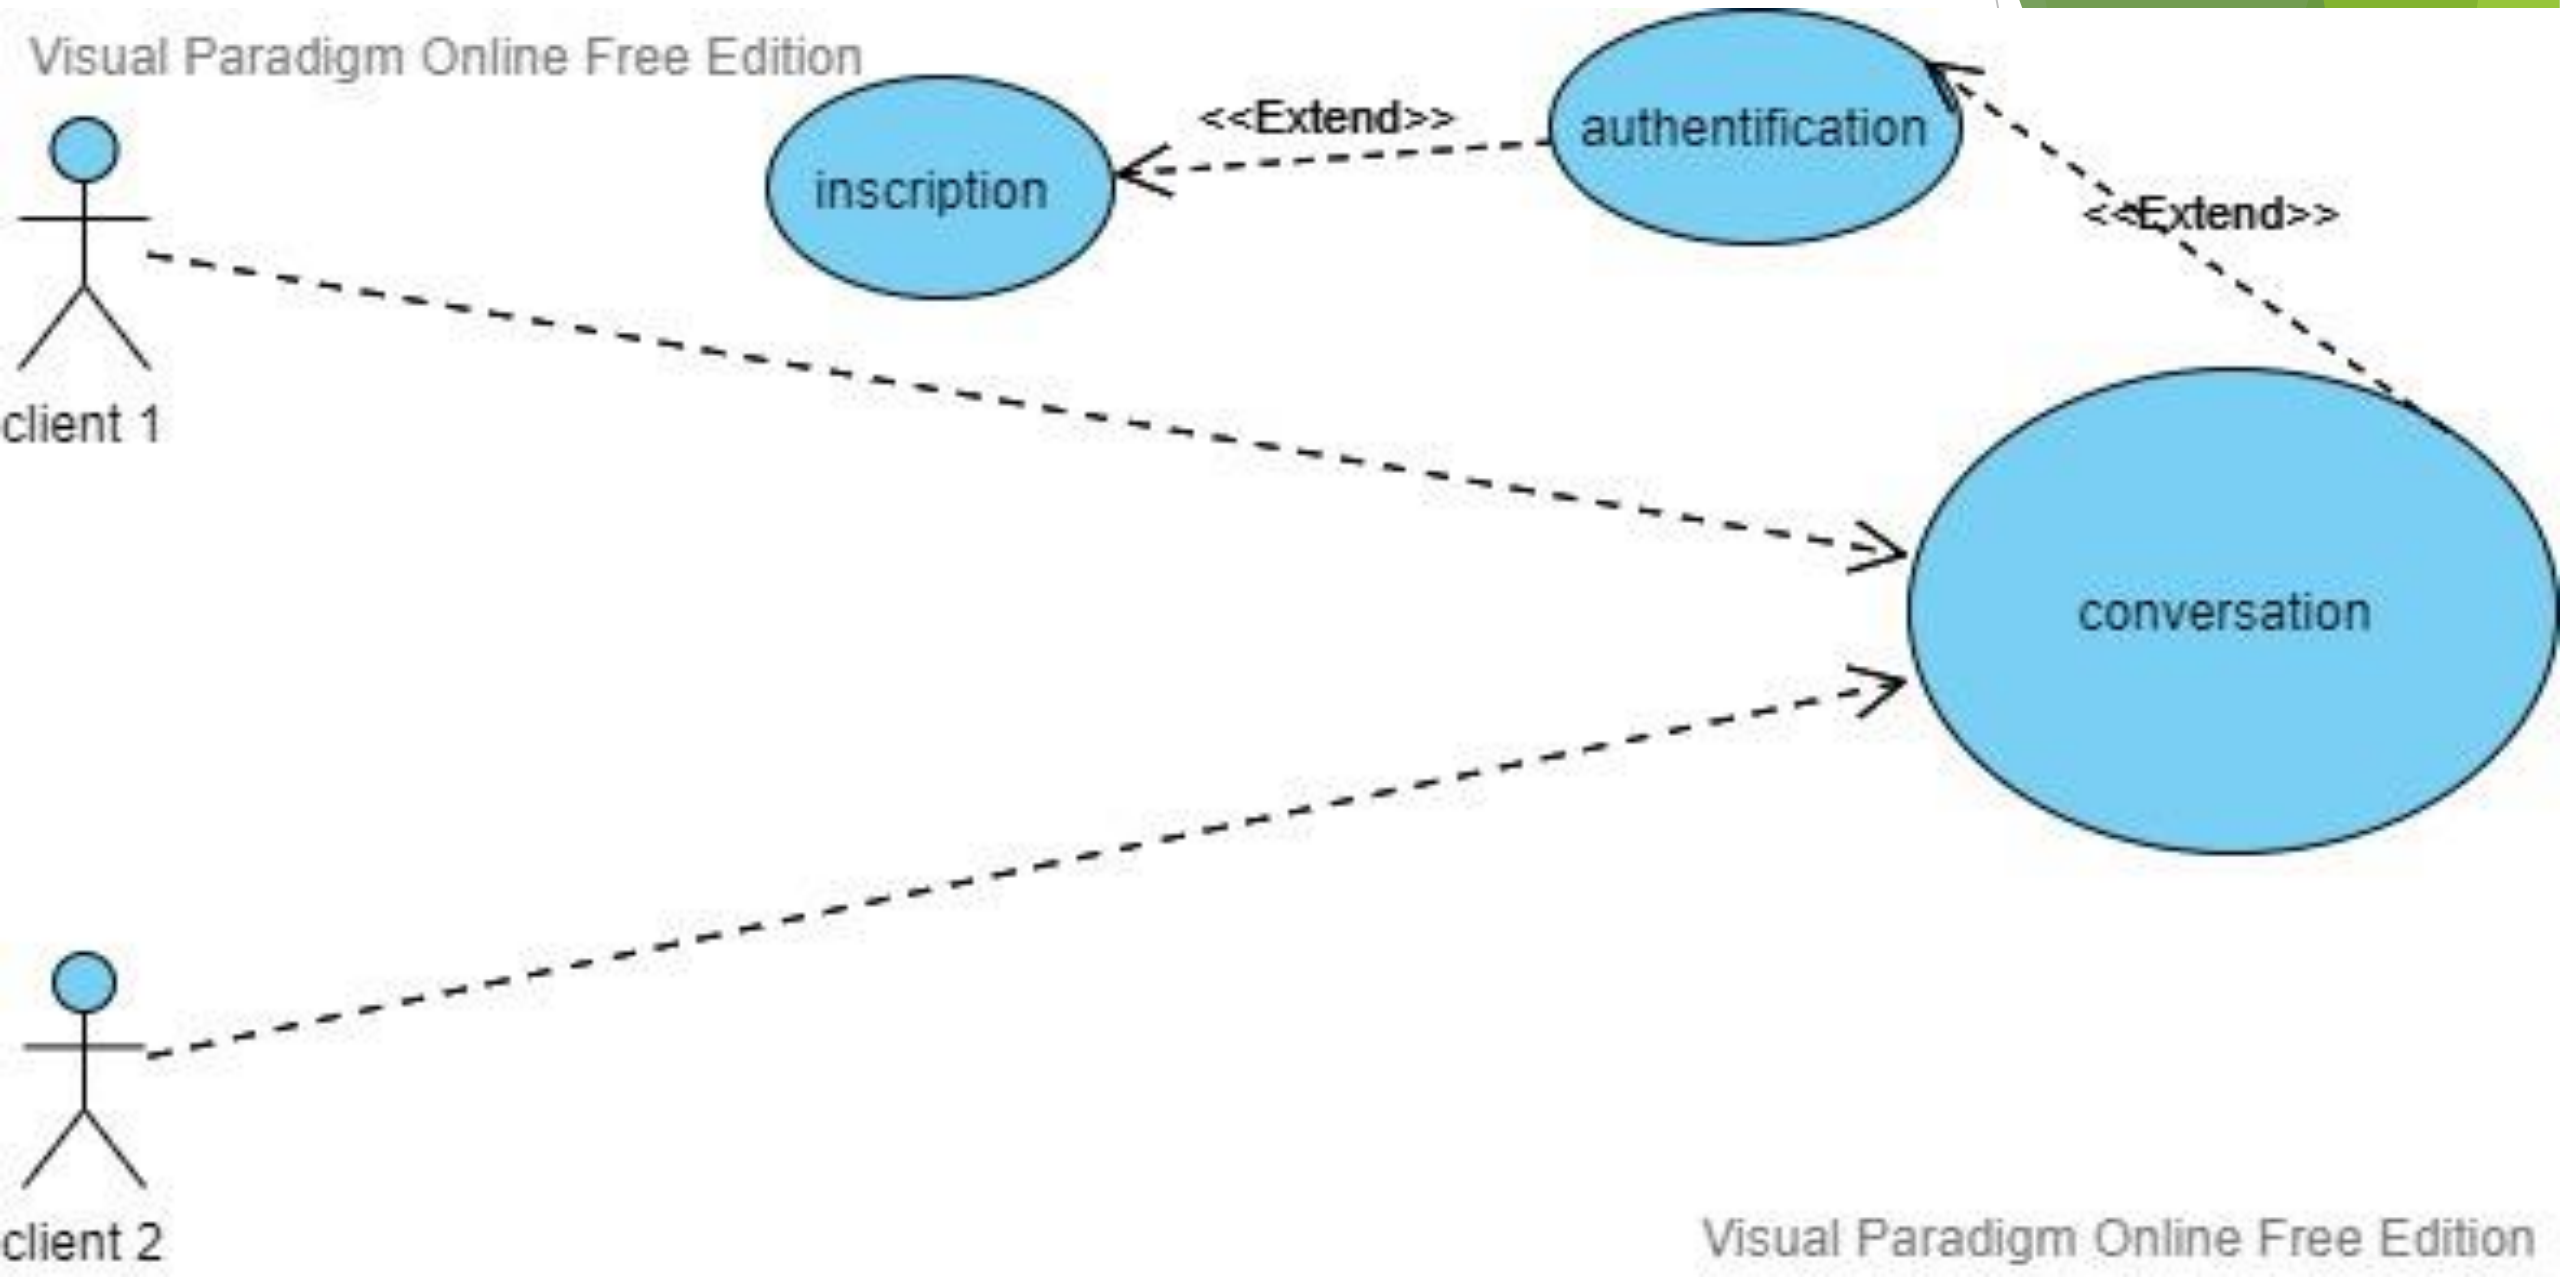 Visual Paradigm Online Free Edition
<<Extend>>
authentification
inscription
<<Extend>>
client 1
conversation
client 2
Visual Paradigm Online Free Edition